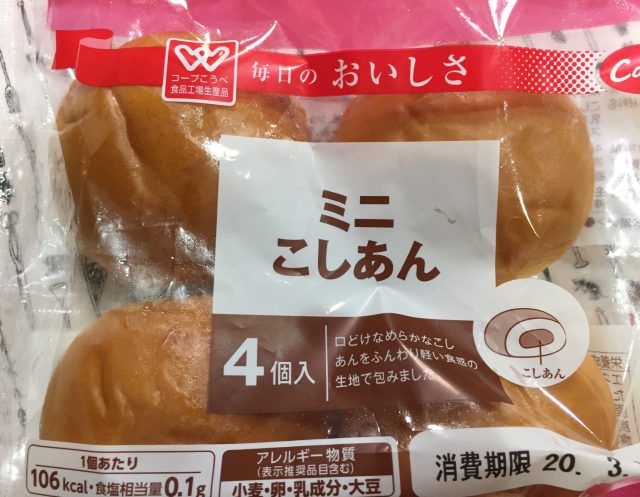 コープこうべ
食品工場生産品
毎日のおいしさ
ミニ
こしあん
4個入
口どけなめらかなこし
あんをふんわり軽い食感の
生地で包みました
こしあん
1個あたり
106kcal・食塩相当量0.1g
アレルギー物質
(表示推奨品目含む)
小麦・卵・乳成分・大豆
消費期限 20. 3.